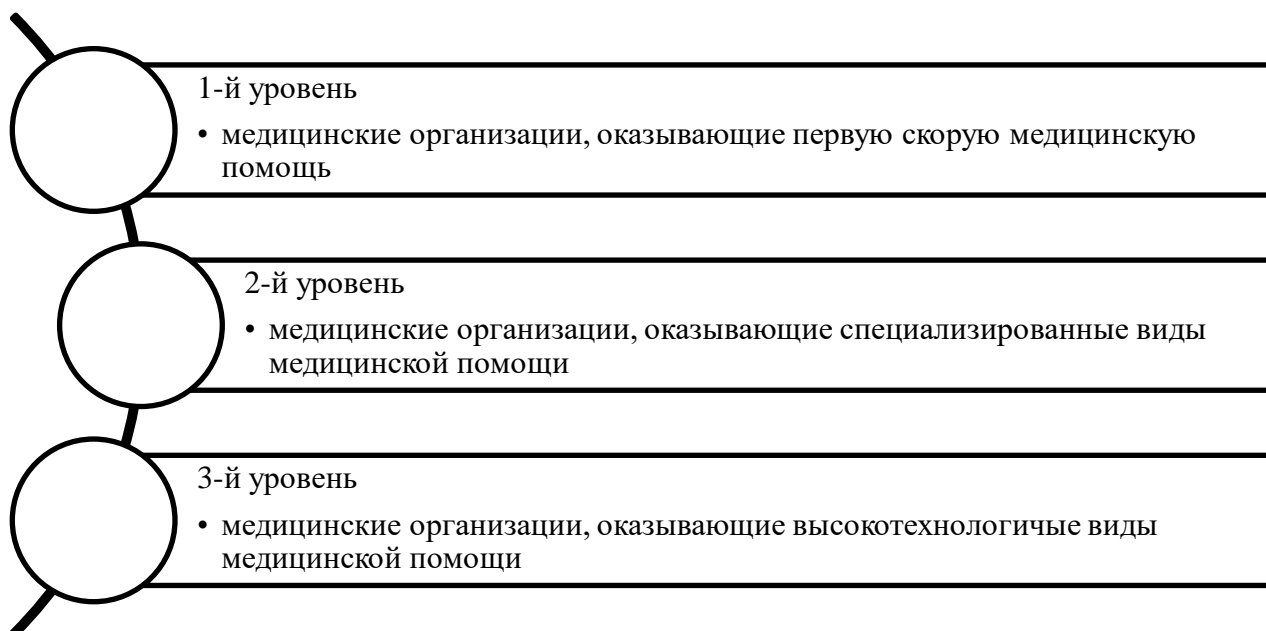 1-й уровень
• медицинские организации, оказывающие первую скорую медицинскую
помощь
2-й уровень
• медицинские организации, оказывающие специализированные виды
медицинской помощи
3-й уровень
• медицинские организации, оказывающие высокотехнологичые виды
медицинской помощи